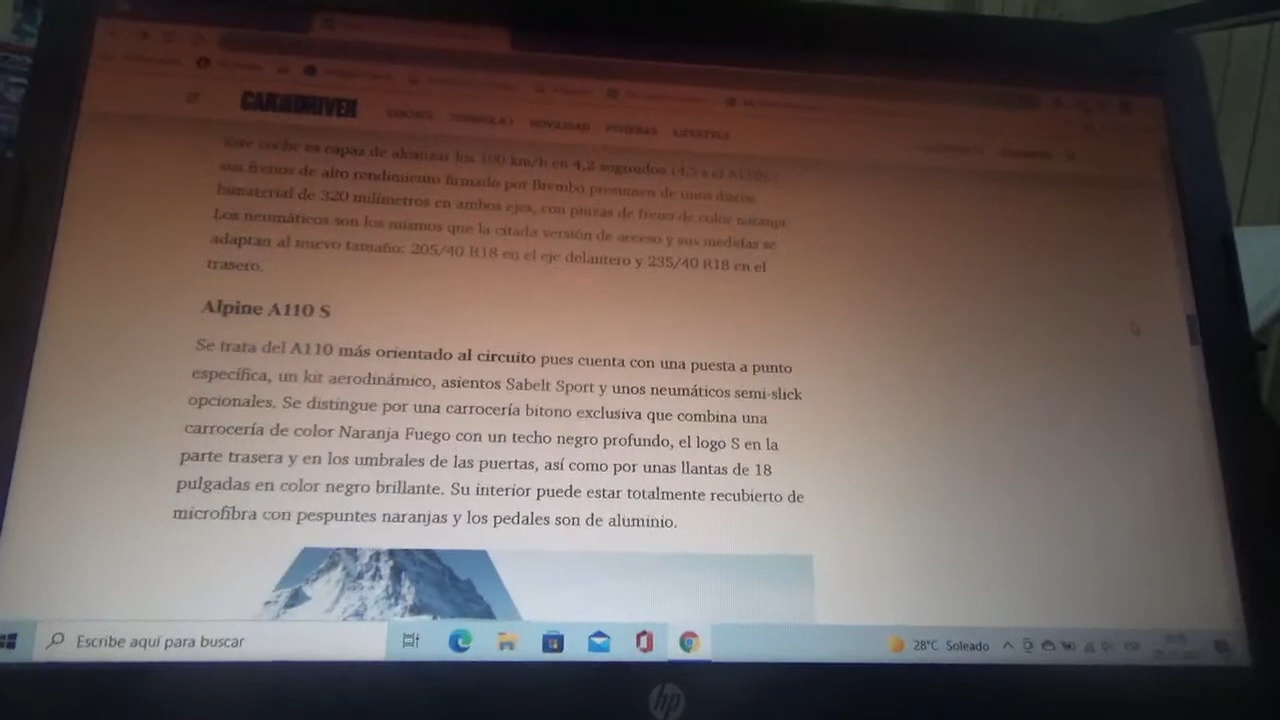 CAR AND DRIVER
COCHES FÓRMULA 1 MOVILIDAD PRUEBAS LIFESTYLE
este coche es capaz de alcanzar los 100 km/h en 4,2 segundos
sus frenos de alto rendimiento firmado por Brembo presumen de unos discos
bimaterial de 320 milímetros en ambos ejes, con pinzas de freno de color naranja.
Los neumáticos son los mismos que la citada versión de acceso y sus medidas se
adaptan al nuevo tamaño: 205/40 R18 en el eje delantero y 235/40 R18 en el
trasero.
Alpine A110 S
Se trata del A110 más orientado al circuito pues cuenta con una puesta a punto
específica, un kit aerodinámico, asientos Sabelt Sport y unos neumáticos semi-slick
opcionales. Se distingue por una carrocería bitono exclusiva que combina una
carrocería de color Naranja Fuego con un techo negro profundo, el logo S en la
parte trasera y en los umbrales de las puertas, así como por unas llantas de 18
pulgadas en color negro brillante. Su interior puede estar totalmente recubierto de
microfibra con pespuntes naranjas y los pedales son de aluminio.
Escribe aquí para buscar
28°C Soleado
hp